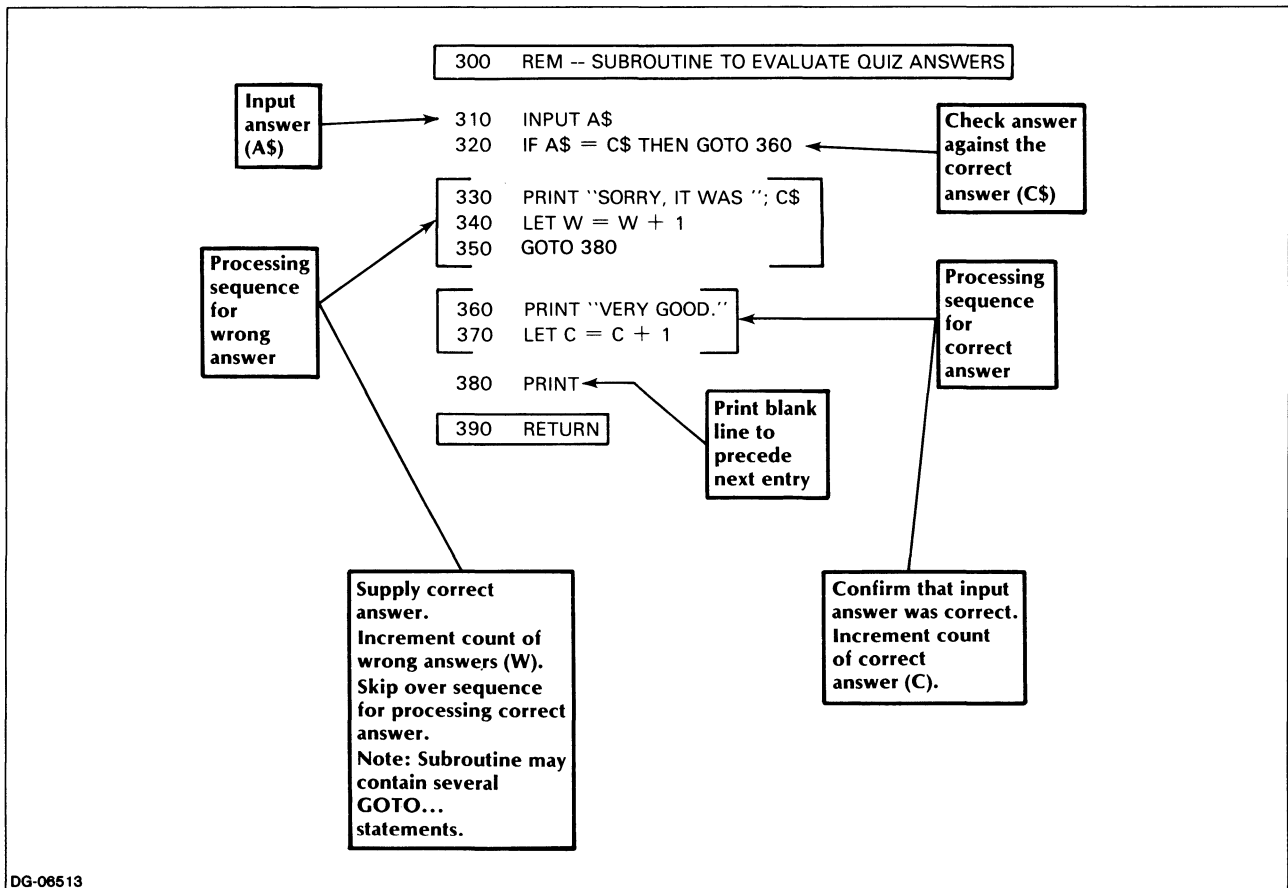 300 REM -- SUBROUTINE TO EVALUATE QUIZ ANSWERS
Input
answer
(A$)
310 INPUT A$
320 IF A$ = C$ THEN GOTO 360
Check answer
against the
correct
answer (C$)
330 PRINT "SORRY, IT WAS "; C$
340 LET W = W + 1
350 GOTO 380
Processing
sequence
for
wrong
answer
360 PRINT "VERY GOOD."
370 LET C = C + 1
Processing
sequence
for
correct
answer
380 PRINT
Print blank
line to
precede
next entry
390 RETURN
Supply correct
answer.
Increment count of
wrong answers (W).
Skip over sequence
for processing correct
answer.
Note: Subroutine may
contain several
GOTO...
statements.
Confirm that input
answer was correct.
Increment count
of correct
answer (C).
DG-06513